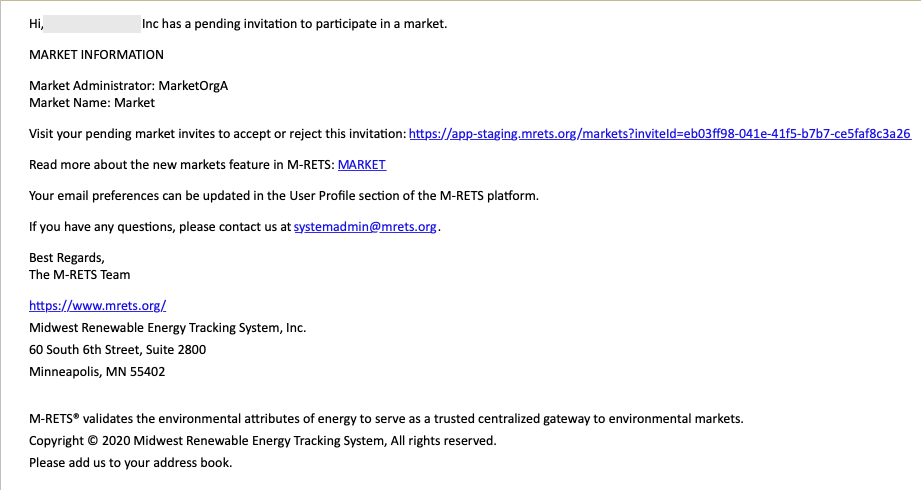 Hi, Inc has a pending invitation to participate in a market.
MARKET INFORMATION
Market Administrator: MarketOrgA
Market Name: Market
Visit your pending market invites to accept or reject this invitation: https://app-staging.mrets.org/markets?inviteId=eb03ff98-041e-41f5-b7b7-ce5faf8c3a26
Read more about the new markets feature in M-RETS: MARKET
Your email preferences can be updated in the User Profile section of the M-RETS platform.
If you have any questions, please contact us at systemadmin@mrets.org.
Best Regards,
The M-RETS Team
https://www.mrets.org/
Midwest Renewable Energy Tracking System, Inc.
60 South 6th Street, Suite 2800
Minneapolis, MN 55402
M-RETS® validates the environmental attributes of energy to serve as a trusted centralized gateway to environmental markets.
Copyright © 2020 Midwest Renewable Energy Tracking System, All rights reserved.
Please add us to your address book.